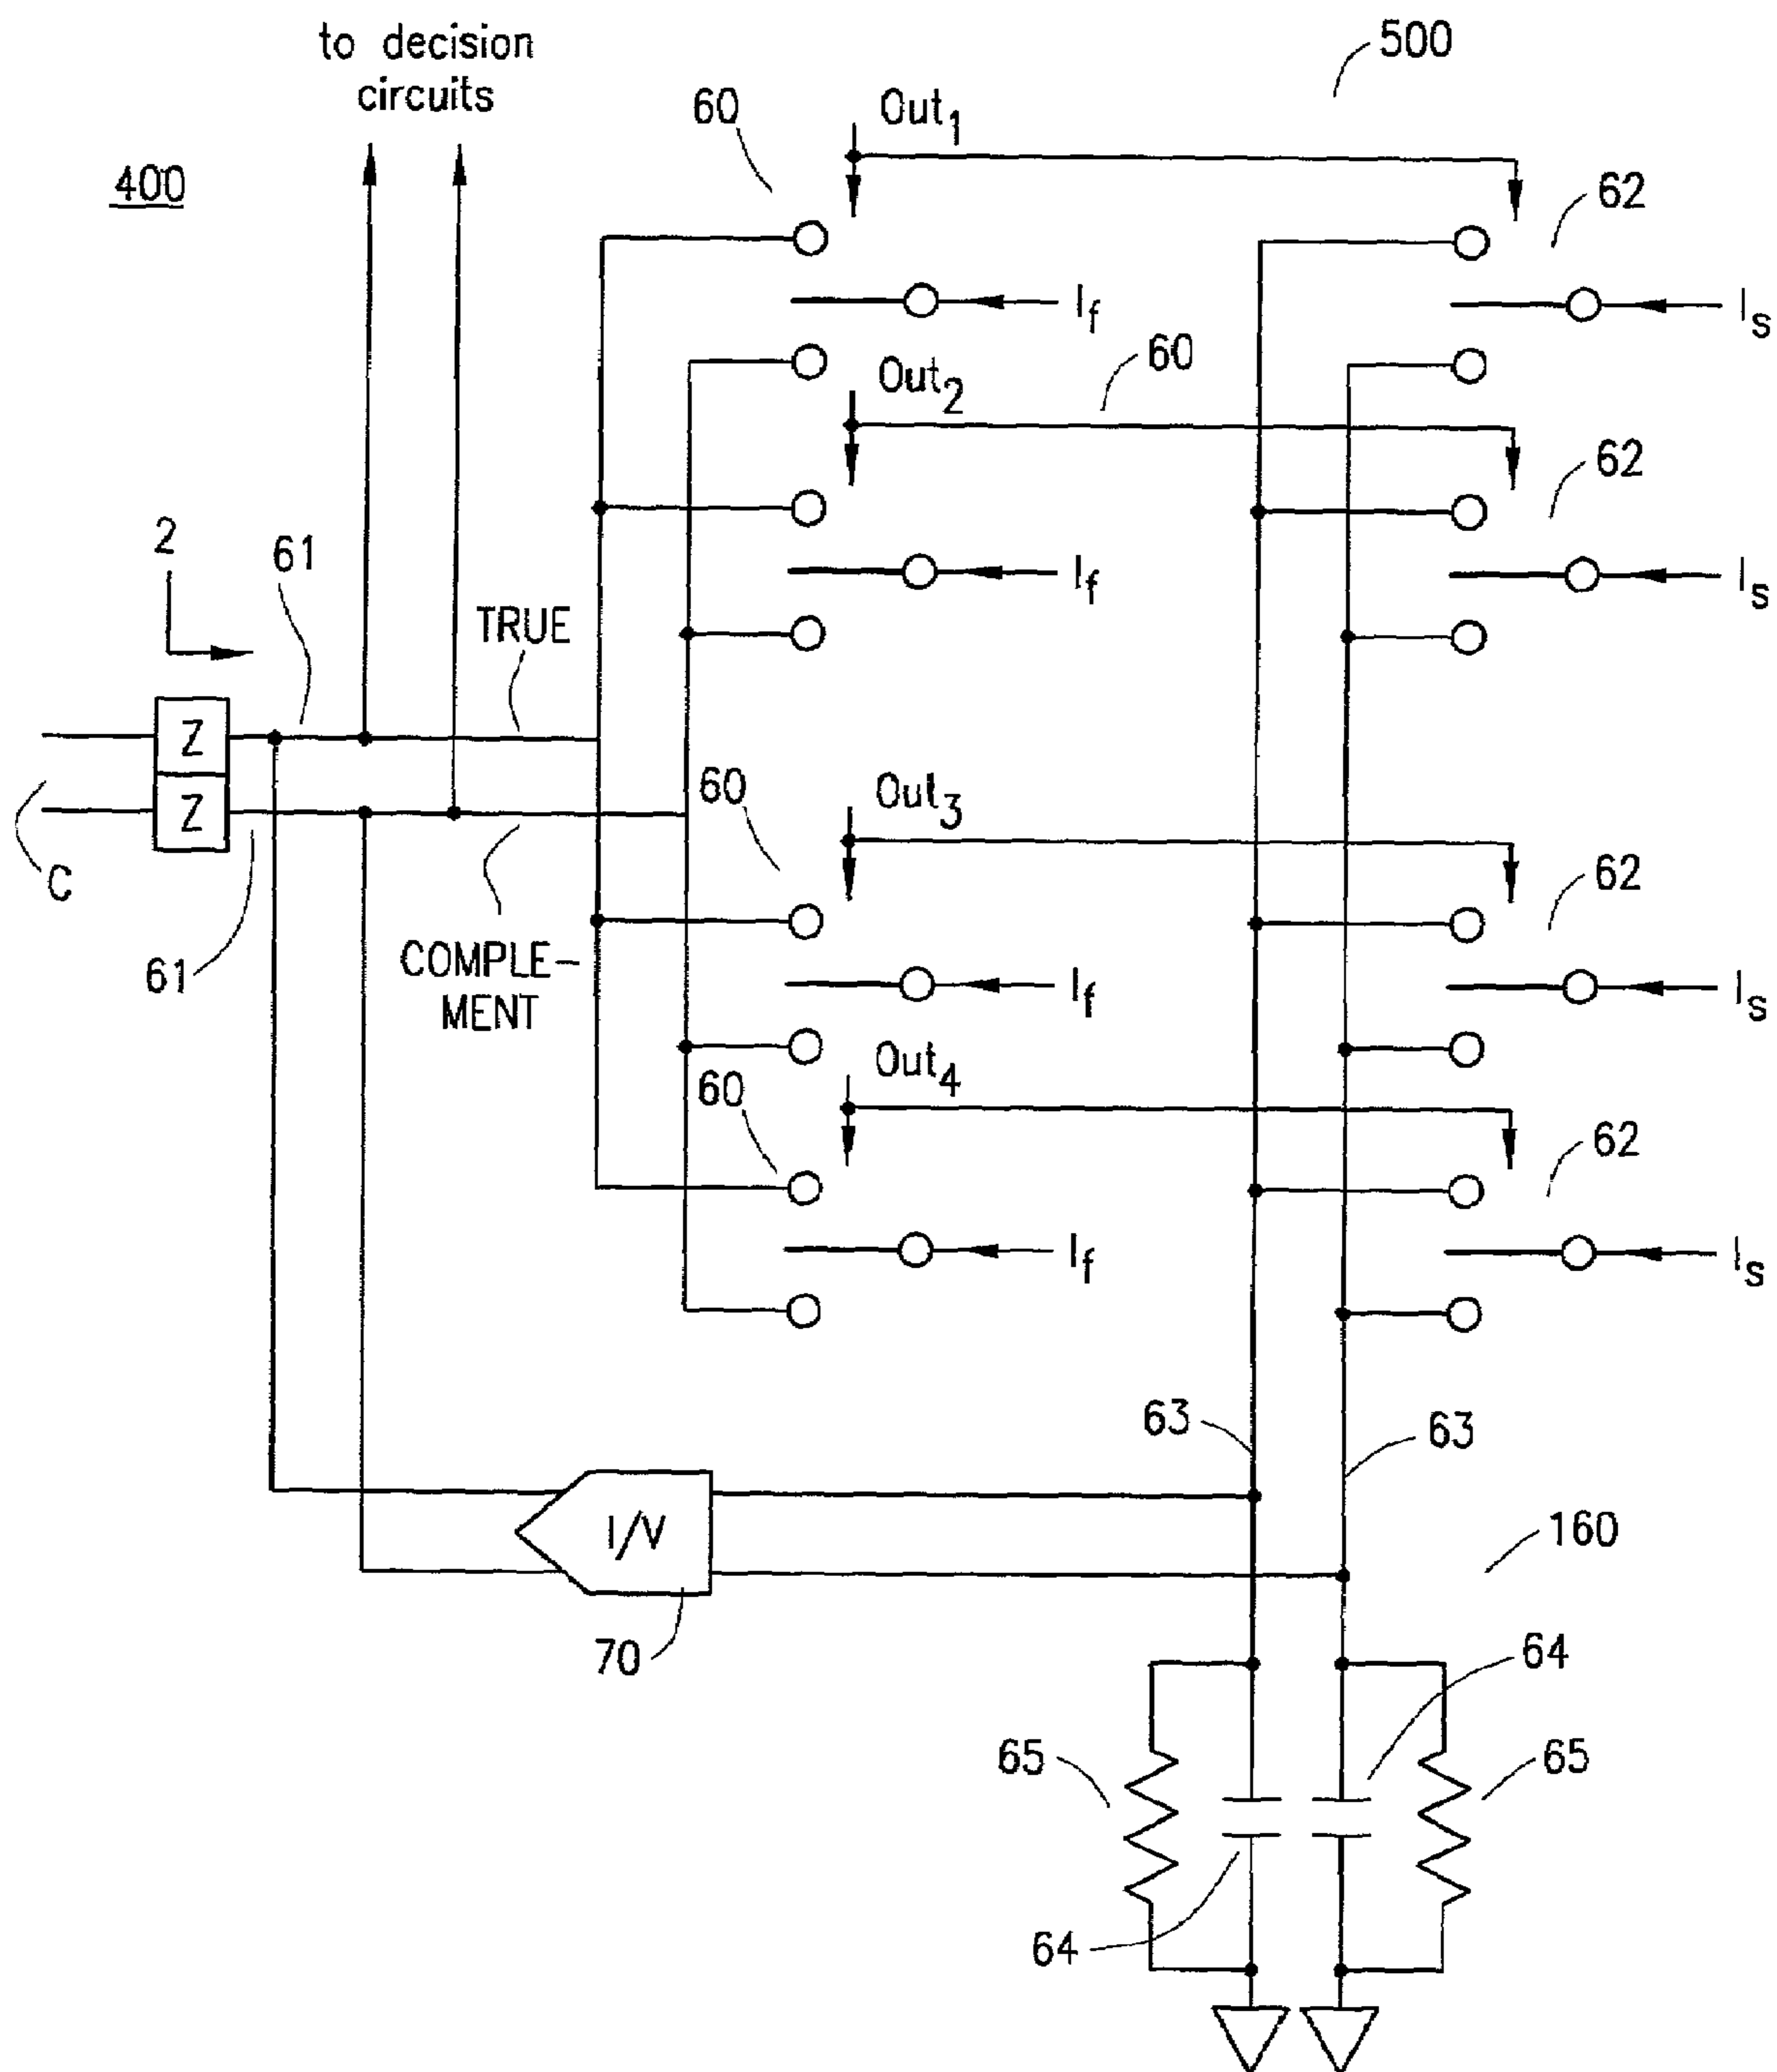 to decision
circuits
500
400
60
Out1
62
If
Is
Out2
60
62
2
61
TRUE
If
Is
Z
Z
C
61
COMPLE-
MENT
60
Out3
62
If
Is
60
Out4
62
If
Is
63
63
I/V
70
160
64
65
65
64